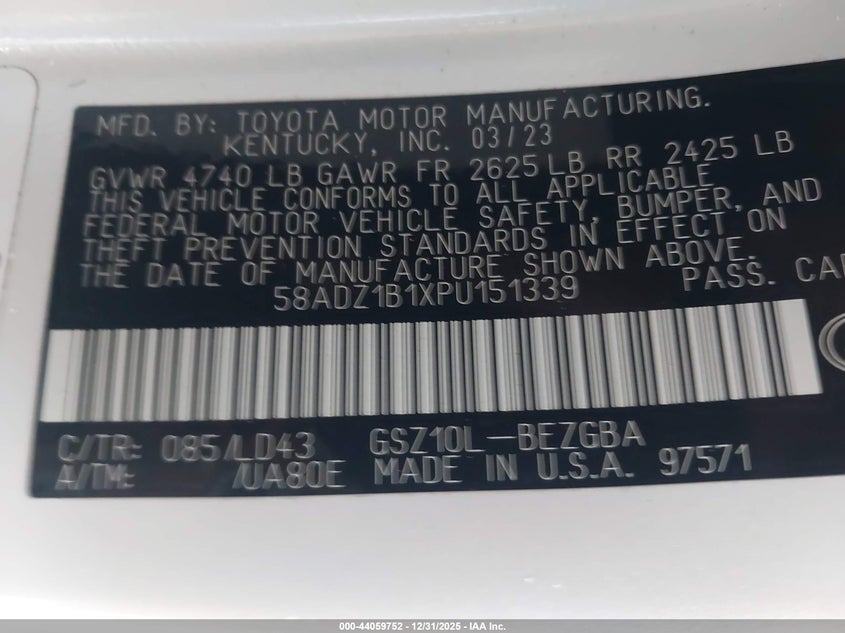 MFD. BY: TOYOTA MOTOR MANUFACTURING.
KENTUCKY, INC. 03/23
GVWR 4740 LB GAWR FR 2625 LB RR 2425 LB
THIS VEHICLE CONFORMS TO ALL APPLICABLE
FEDERAL MOTOR VEHICLE SAFETY, BUMPER, AND
THEFT PREVENTION STANDARDS IN EFFECT ON
THE DATE OF MANUFACTURE SHOWN ABOVE.
58ADZ1B1XPU151339 PASS. CAR
C/TR: 085/LD43 GSZ10L-BEZGBA
A/TM: /UA80E MADE IN U.S.A. 97571
000-44059752 - 12/31/2025 - IAA Inc.